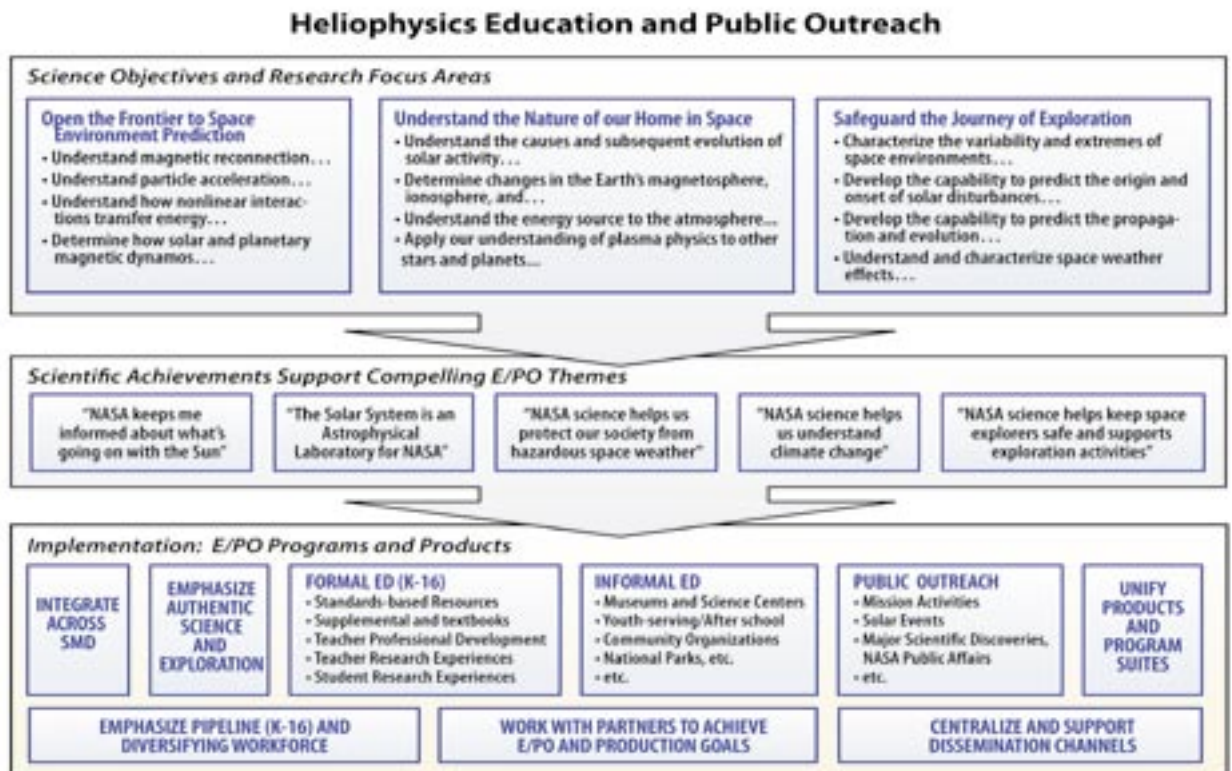 Heliophysics Education and Public Outreach
Science Objectives and Research Focus Areas
Open the Frontier to Space
Environment Prediction
• Understand magnetic reconnection…
• Understand particle acceleration…
• Understand how nonlinear interac-
tions transfer energy…
• Determine how solar and planetary
magnetic dynamos…
Understand the Nature of our Home in Space
• Understand the causes and subsequent evolution of
solar activity…
• Determine changes in the Earth's magnetosphere,
ionosphere, and…
• Understand the energy source to the atmosphere...
• Apply our understanding of plasma physics to other
stars and planets...
Safeguard the Journey of Exploration
• Characterize the variability and extremes of
space environments…
• Develop the capability to predict the origin and
onset of solar disturbances…
• Develop the capability to predict the propaga-
tion and evolution…
• Understand and characterize space weather
effects…
Scientific Achievements Support Compelling E/PO Themes
"NASA keeps me
informed about what's
going on with the Sun"
"The Solar System is an
Astrophysical
Laboratory for NASA"
"NASA science helps us
protect our society from
hazardous space weather"
"NASA science helps
us understand
climate change"
"NASA science helps keep space
explorers safe and supports
exploration activities"
Implementation: E/PO Programs and Products
INTEGRATE
ACROSS
SMD
EMPHASIZE
AUTHENTIC
SCIENCE
AND
EXPLORATION
FORMAL ED (K-16)
• Standards-based Resources
• Supplemental and textbooks
• Teacher Professional Development
• Teacher Research Experiences
• Student Research Experiences
INFORMAL ED
• Museums and Science Centers
• Youth-serving/After school
• Community Organizations
• National Parks, etc.
• etc.
PUBLIC OUTREACH
• Mission Activities
• Solar Events
• Major Scientific Discoveries,
NASA Public Affairs
• etc.
UNIFY
PRODUCTS
AND
PROGRAM
SUITES
EMPHASIZE PIPELINE (K-16) AND
DIVERSIFYING WORKFORCE
WORK WITH PARTNERS TO ACHIEVE
E/PO AND PRODUCTION GOALS
CENTRALIZE AND SUPPORT
DISSEMINATION CHANNELS